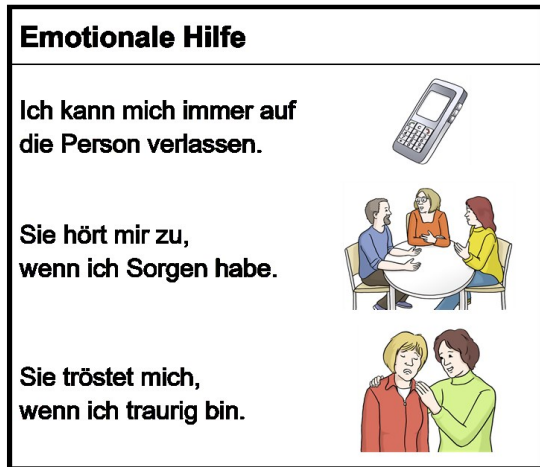 Emotionale Hilfe
Ich kann mich immer auf
die Person verlassen.
Sie hört mir zu,
wenn ich Sorgen habe.
Sie tröstet mich,
wenn ich traurig bin.